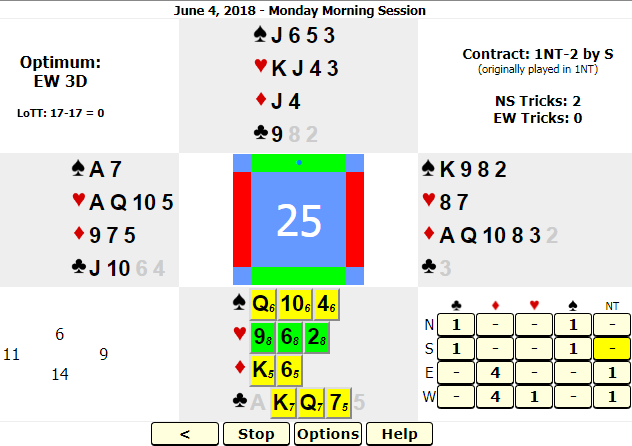 June 4, 2018 - Monday Morning Session
Optimum:
EW 3D
LoTT: 17-17 = 0
♠ J 6 5 3
♥ K J 4 3
♦ J 4
♣ 9 8 2
Contract: 1NT-2 by S
(originally played in 1NT)
NS Tricks: 2
EW Tricks: 0
♠ A 7
♥ A Q 10 5
♦ 9 7 5
♣ J 10 6 4
25
♠ K 9 8 2
♥ 8 7
♦ A Q 10 8 3 2
♣ 3
♠ Q6 106 46
♥ 98 68 28
♦ K5 65
♣ A K7 Q7 75 5
6
11 9
14
♣ ♦ ♥ ♠ NT
N 1 - - 1 -
S 1 - - 1 -
E - 4 - - 1
W - 4 1 - 1
< Stop Options Help